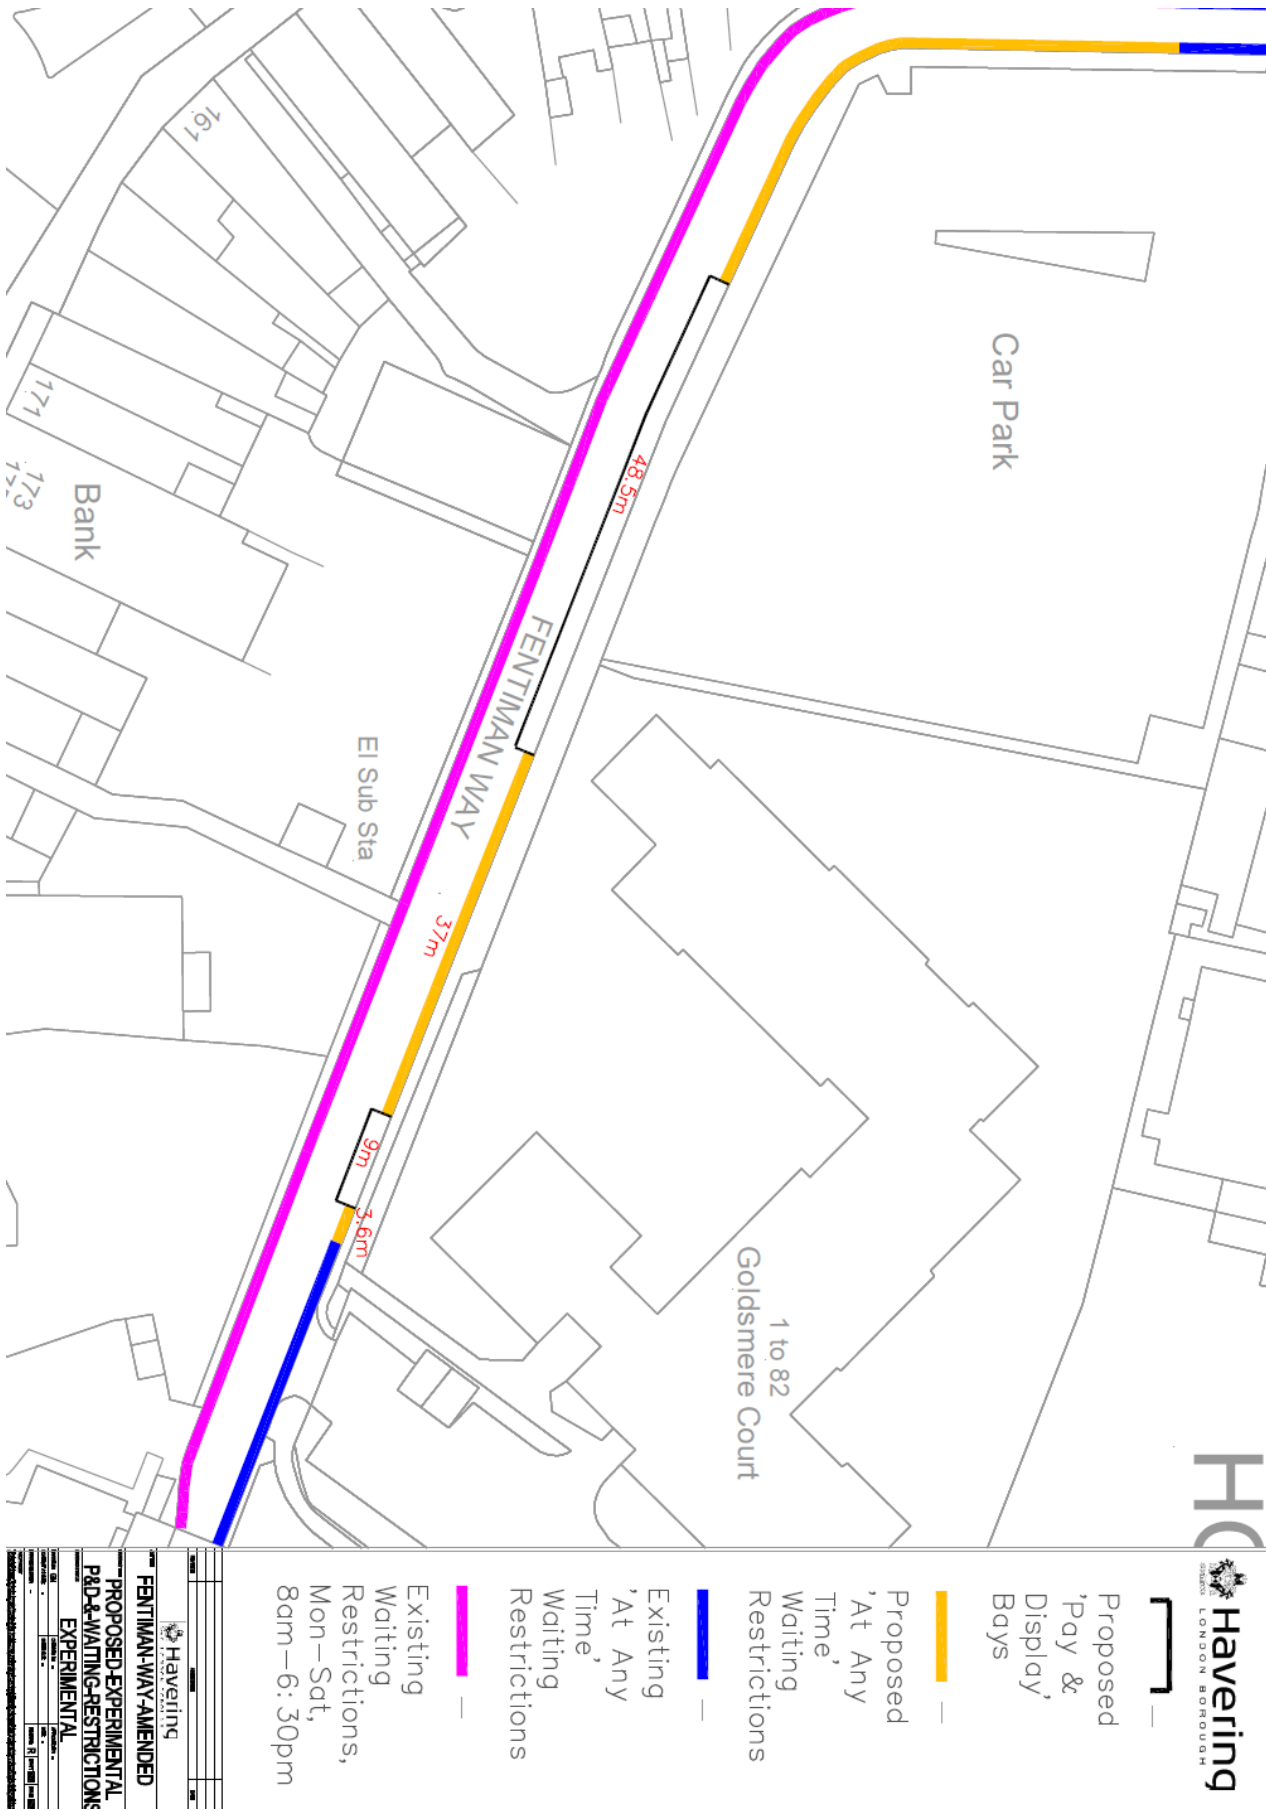 161
171
173
Bank
Car Park
48.5m
FENTIMAN WAY
El Sub Sta
37m
9m
3.6m
1 to 82
Goldsmere Court
HO
Havering
LONDON BOROUGH
Proposed
'Pay &
Display'
Bays
Proposed
'At Any
Time'
Waiting
Restrictions
Existing
'At Any
Time'
Waiting
Restrictions
Existing
Waiting
Restrictions,
Mon-Sat,
8am-6:30pm
Havering
FENTIMAN-WAY-AMENDED
PROPOSED-EXPERIMENTAL
P&D-&-WAITING-RESTRICTIONS
EXPERIMENTAL